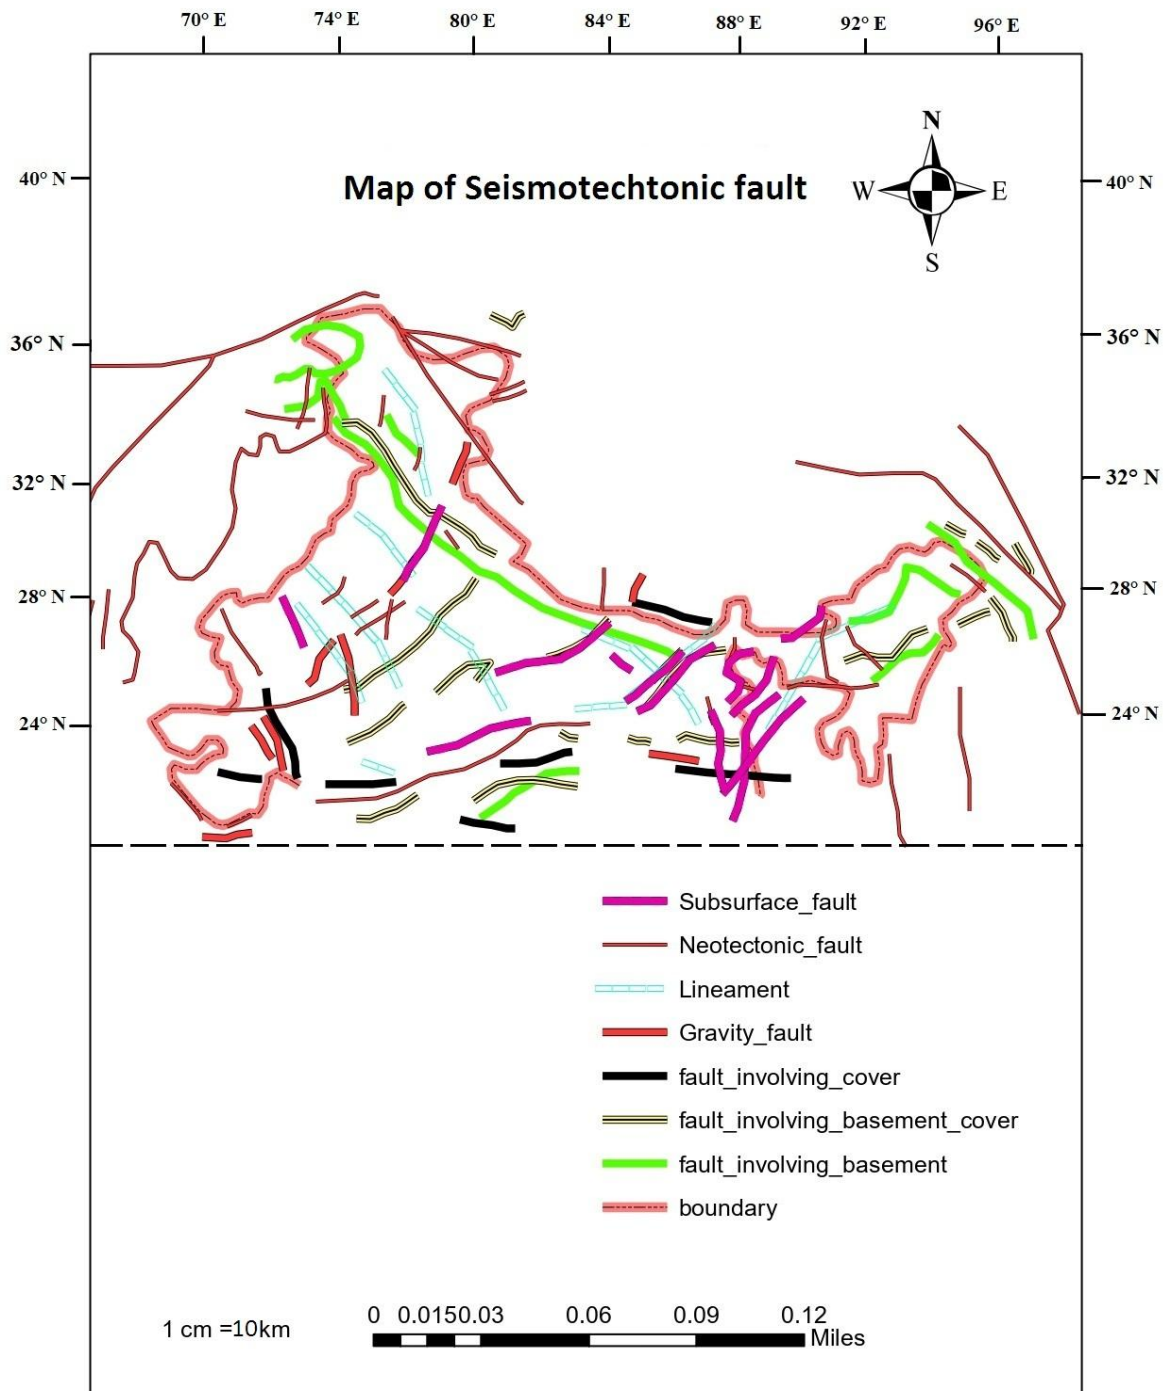 70° E 74° E 80° E 84° E 88° E 92° E 96° E
N
40° N Map of Seismotechtonic fault W E 40° N
S
36° N 36° N
32° N 32° N
28° N 28° N
24° N 24° N
Subsurface_fault
Neotectonic_fault
Lineament
Gravity_fault
fault_involving_cover
fault_involving_basement_cover
fault_involving_basement
boundary
0 0.0150.03 0.06 0.09 0.12
1 cm =10km Miles